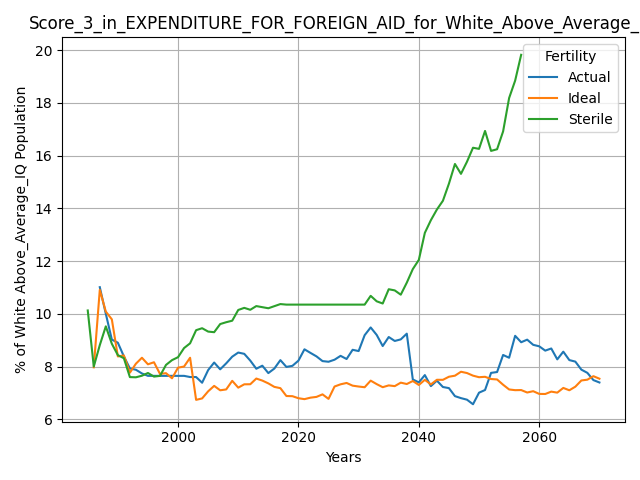 Score_3_in_EXPENDITURE_FOR_FOREIGN_AID_for_White_Above_Average_
Fertility
Actual
Ideal
Sterile
% of White Above_Average_IQ Population
20
18
16
14
12
10
8
6
2000
2020
2040
2060
Years